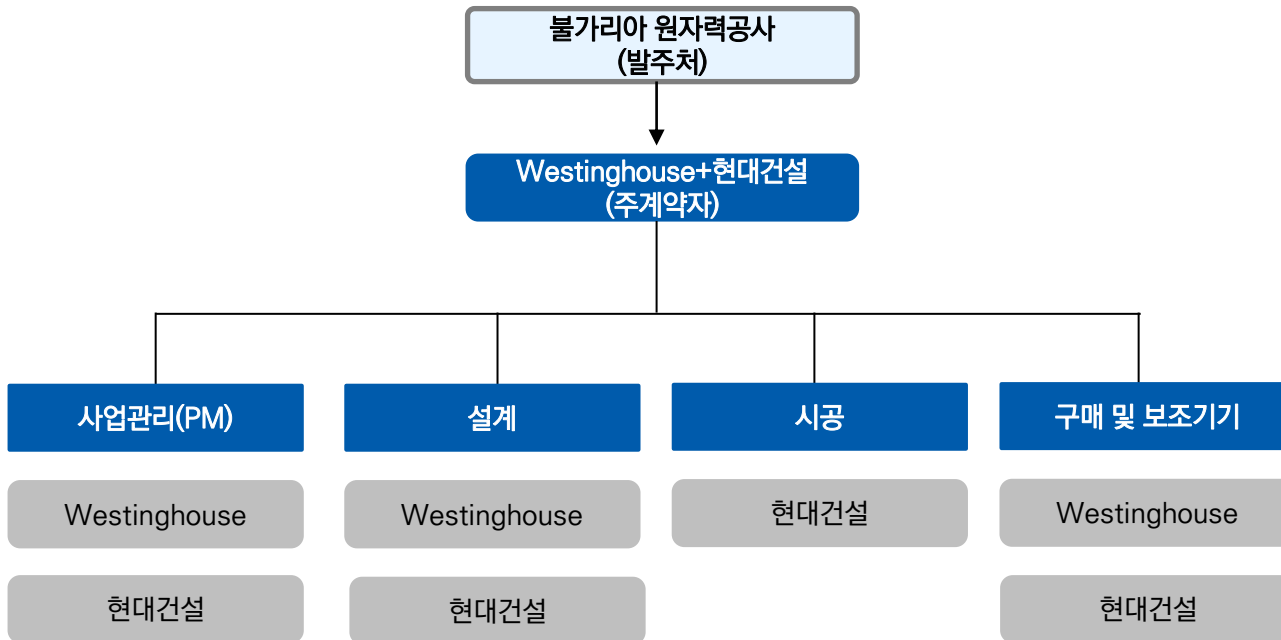 불가리아 원자력공사
(발주처)
Westinghouse+현대건설
(주계약자)
사업관리(PM)
설계
시공
구매 및 보조기기
Westinghouse
Westinghouse
현대건설
Westinghouse
현대건설
현대건설
현대건설